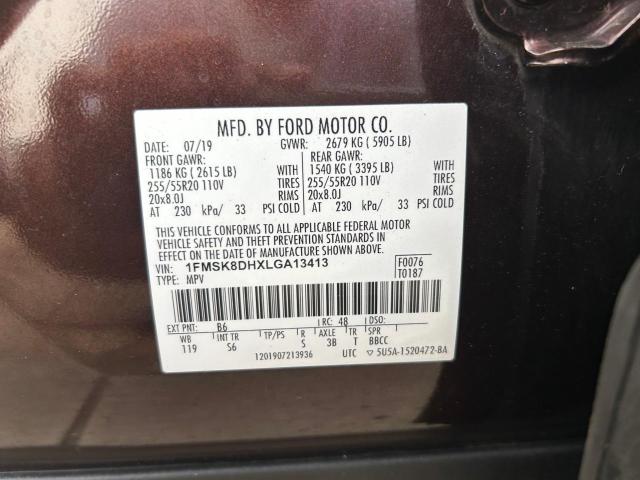 MFD. BY FORD MOTOR CO.
DATE: 07/19 GVWR: 2679 KG ( 5905 LB)
FRONT GAWR: REAR GAWR:
1186 KG ( 2615 LB) WITH 1540 KG ( 3395 LB) WITH
255/55R20 110V TIRES 255/55R20 110V TIRES
20x8.0J RIMS 20x8.0J RIMS
AT 230 kPa/ 33 PSI COLD AT 230 kPa/ 33 PSI COLD
THIS VEHICLE CONFORMS TO ALL APPLICABLE FEDERAL MOTOR
VEHICLE SAFETY AND THEFT PREVENTION STANDARDS IN
EFFECT ON THE DATE OF MANUFACTURE SHOWN ABOVE.
VIN: 1FMSK8DHXLGA13413 F0076
TYPE: MPV T0187
EXT PNT: B6 RC: 48 DSO:
WB INT TR TP/PS R AXLE TR SPR
119 S6 S 3B T BBCC
1201907213936 UTC ▽ 5U5A-1520472-BA